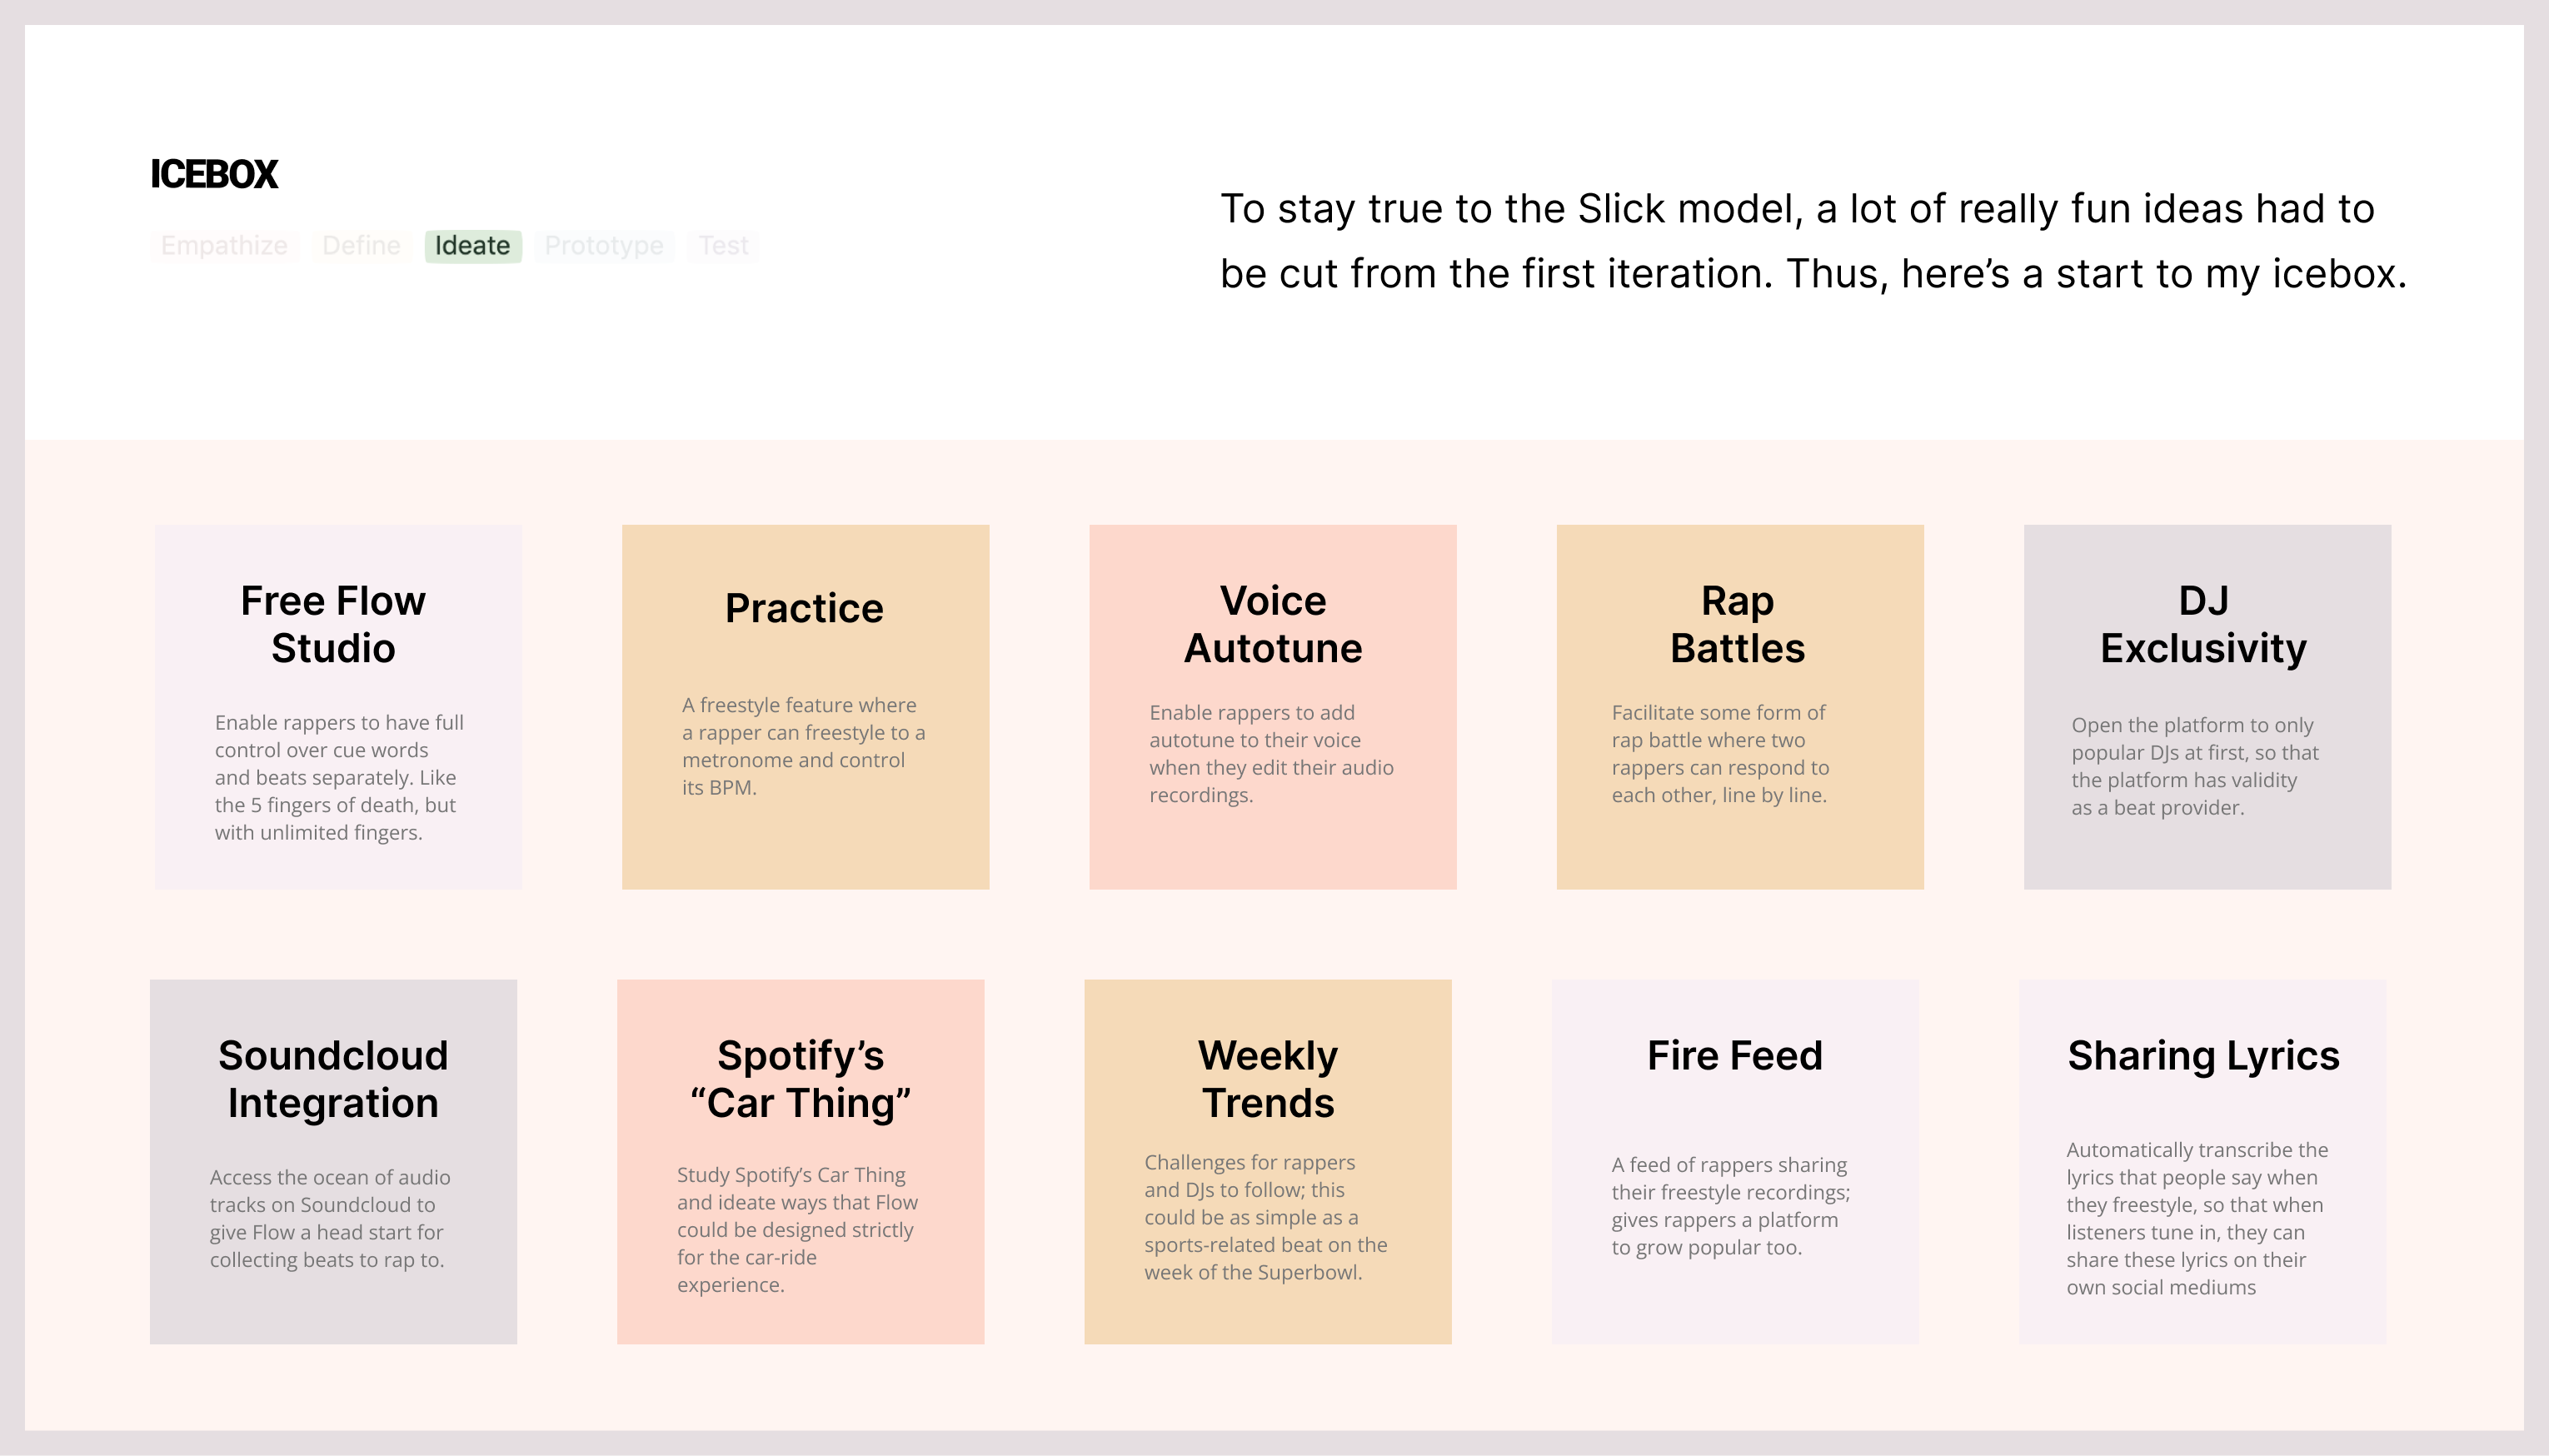 ICEBOX
Empathize Define Ideate Prototype Test
To stay true to the Slick model, a lot of really fun ideas had to
be cut from the first iteration. Thus, here’s a start to my icebox.
Free Flow
Studio
Enable rappers to have full
control over cue words
and beats separately. Like
the 5 fingers of death, but
with unlimited fingers.
Practice
A freestyle feature where
a rapper can freestyle to a
metronome and control
its BPM.
Voice
Autotune
Enable rappers to add
autotune to their voice
when they edit their audio
recordings.
Rap
Battles
Facilitate some form of
rap battle where two
rappers can respond to
each other, line by line.
DJ
Exclusivity
Open the platform to only
popular DJs at first, so that
the platform has validity
as a beat provider.
Soundcloud
Integration
Access the ocean of audio
tracks on Soundcloud to
give Flow a head start for
collecting beats to rap to.
Spotify’s
“Car Thing”
Study Spotify’s Car Thing
and ideate ways that Flow
could be designed strictly
for the car-ride
experience.
Weekly
Trends
Challenges for rappers
and DJs to follow; this
could be as simple as a
sports-related beat on the
week of the Superbowl.
Fire Feed
A feed of rappers sharing
their freestyle recordings;
gives rappers a platform
to grow popular too.
Sharing Lyrics
Automatically transcribe the
lyrics that people say when
they freestyle, so that when
listeners tune in, they can
share these lyrics on their
own social mediums